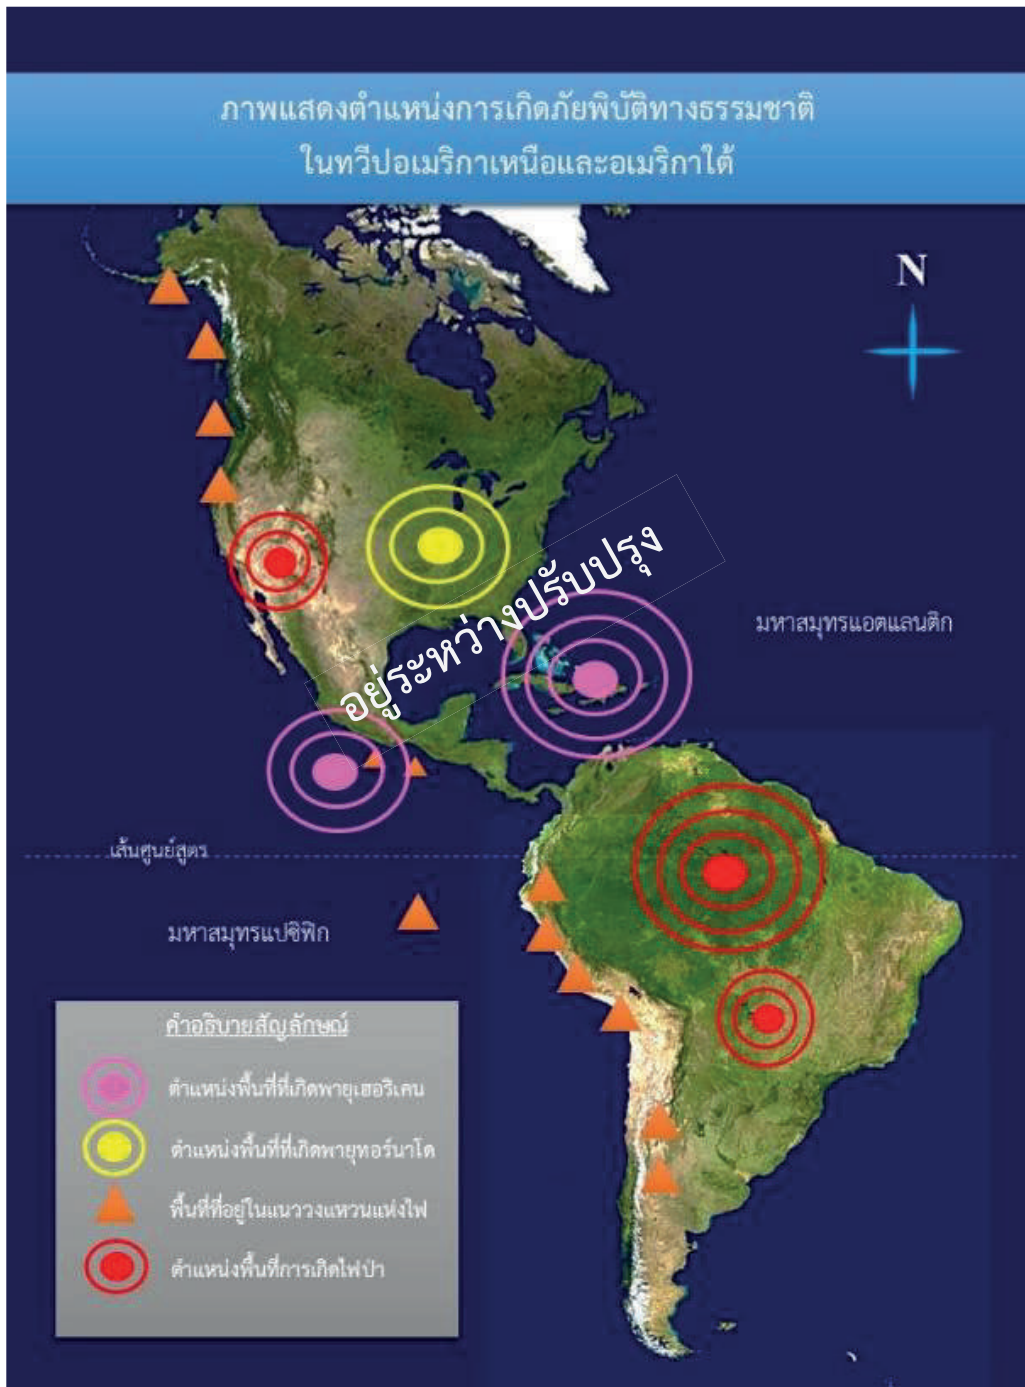 ภาพแสดงตำแหน่งการเกิดภัยพิบัติทางธรรมชาติ
ในทวีปอเมริกาเหนือและอเมริกาใต้
N
อยู่ระหว่างปรับปรุง
มหาสมุทรแอตแลนติก
เส้นศูนย์สูตร
มหาสมุทรแปซิฟิก
คำอธิบายสัญลักษณ์
ตำแหน่งพื้นที่ที่เกิดพายุเฮอริเคน
ตำแหน่งพื้นที่ที่เกิดพายุทอร์นาโด
พื้นที่ที่อยู่ในแนววงแหวนแห่งไฟ
ตำแหน่งพื้นที่การเกิดไฟป่า